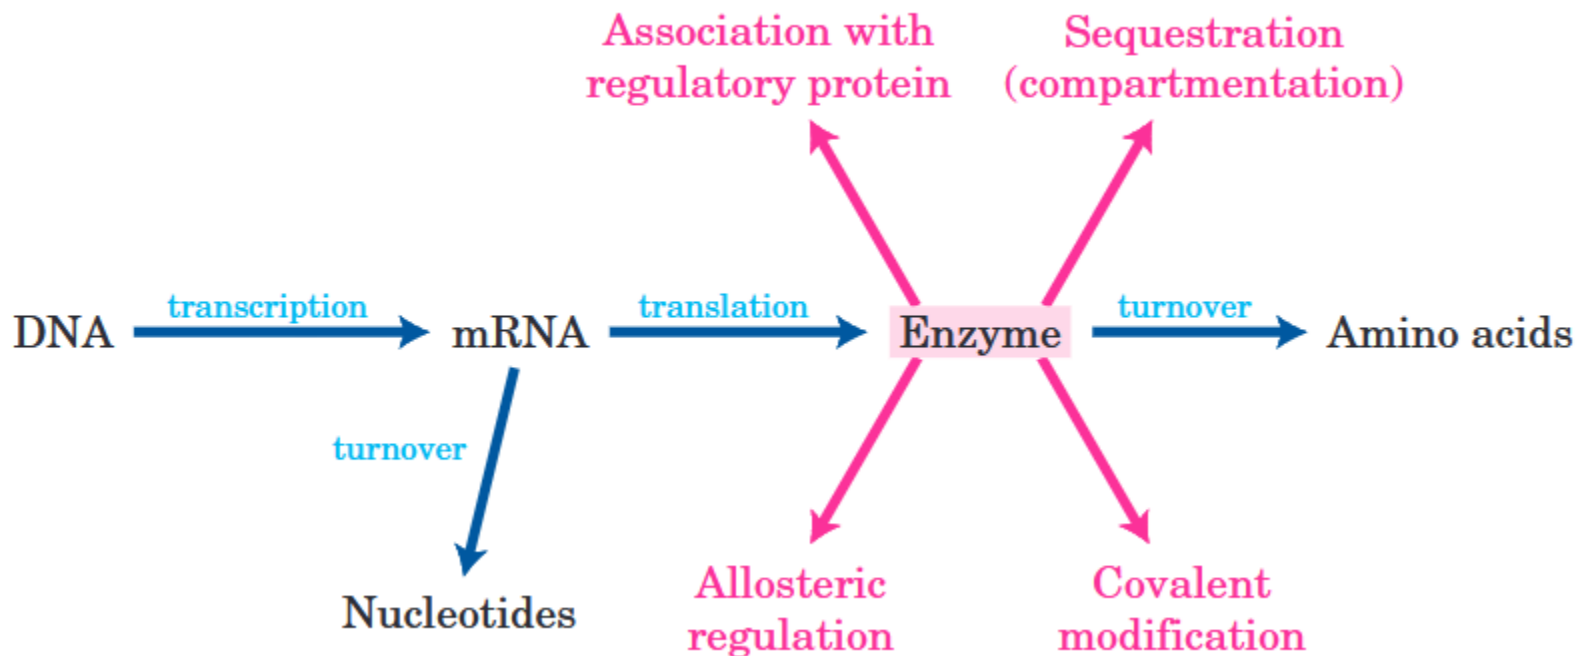 Association with
regulatory protein
Sequestration
(compartmentation)
DNA
transcription
mRNA
translation
Enzyme
turnover
Amino acids
turnover
Nucleotides
Allosteric
regulation
Covalent
modification